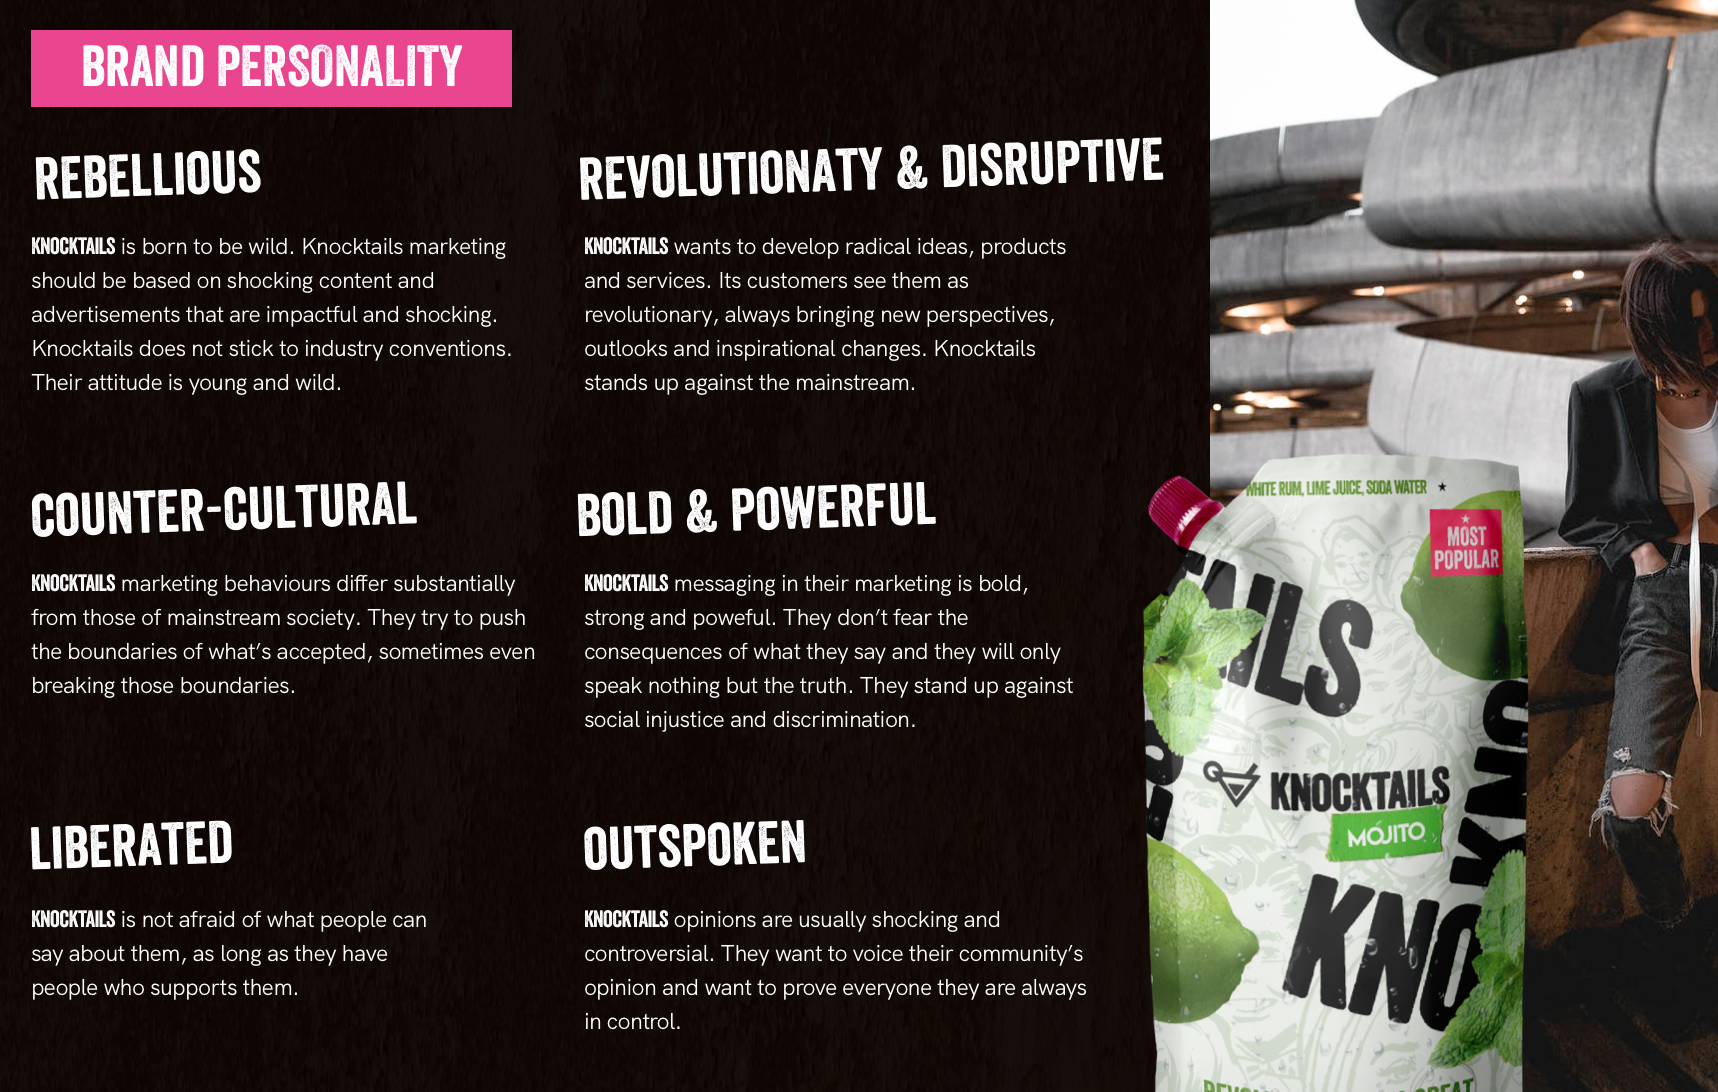 BRAND PERSONALITY
REBELLIOUS
KNOCKTAILS is born to be wild. Knocktails marketing
should be based on shocking content and
advertisements that are impactful and shocking.
Knocktails does not stick to industry conventions.
Their attitude is young and wild.
REVOLUTIONATY & DISRUPTIVE
KNOCKTAILS wants to develop radical ideas, products
and services. Its customers see them as
revolutionary, always bringing new perspectives,
outlooks and inspirational changes. Knocktails
stands up against the mainstream.
COUNTER-CULTURAL
KNOCKTAILS marketing behaviours differ substantially
from those of mainstream society. They try to push
the boundaries of what's accepted, sometimes even
breaking those boundaries.
BOLD & POWERFUL
KNOCKTAILS messaging in their marketing is bold,
strong and poweful. They don't fear the
consequences of what they say and they will only
speak nothing but the truth. They stand up against
social injustice and discrimination.
LIBERATED
KNOCKTAILS is not afraid of what people can
say about them, as long as they have
people who supports them.
OUTSPOKEN
KNOCKTAILS opinions are usually shocking and
controversial. They want to voice their community's
opinion and want to prove everyone they are always
in control.
WHITE RUM, LIME JUICE, SODA WATER ★
MOST
POPULAR
TAILS
KNOCKTAILS
MOJITO
KNO
KNO